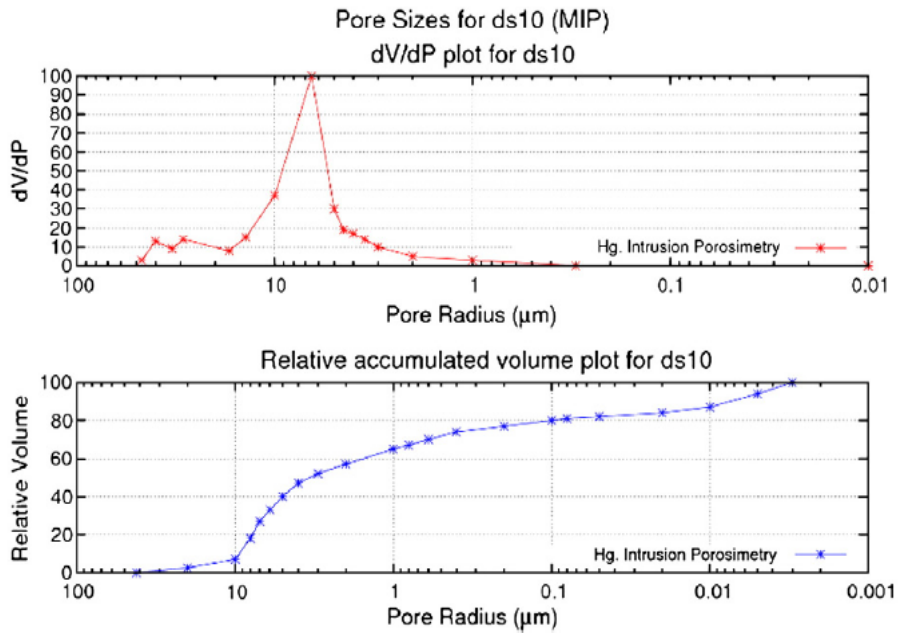 Pore Sizes for ds10 (MIP)
dV/dP plot for ds10
100
90
80
70
60
50
40
30
20
10
0
dV/dP
Hg. Intrusion Porosimetry
100 10 1 0.1 0.01
Pore Radius (μm)
Relative accumulated volume plot for ds10
100
80
60
40
20
0
Relative Volume
Hg. Intrusion Porosimetry
100 10 1 0.1 0.01 0.001
Pore Radius (μm)